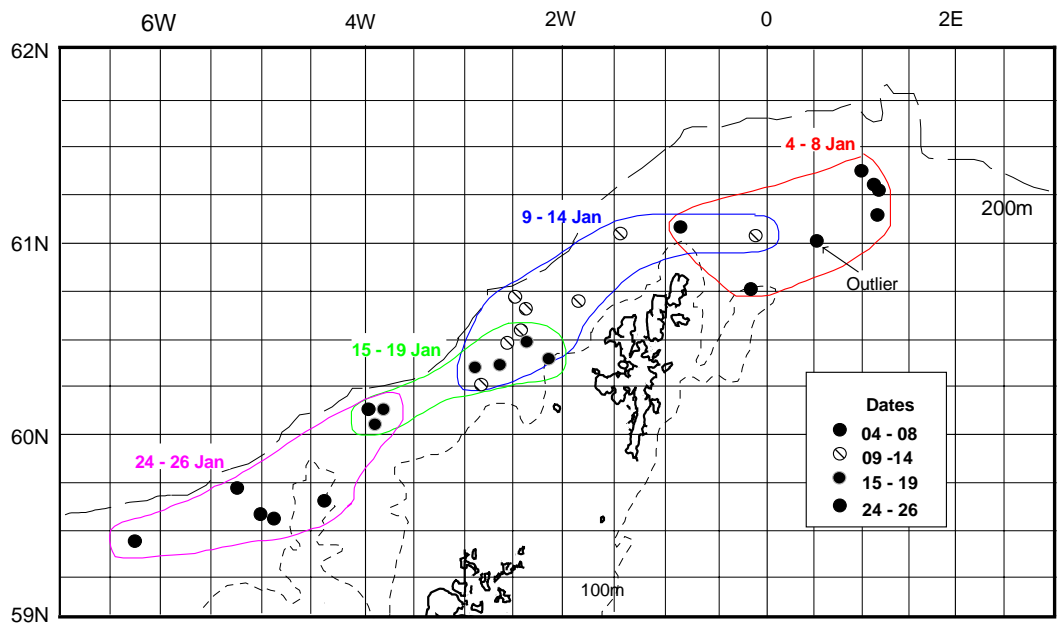 6W 4W 2W 0 2E
62N
4 - 8 Jan
200m
9 - 14 Jan
61N
Outlier
15 - 19 Jan
Dates
04 - 08
60N
09 -14
24 - 26 Jan
15 - 19
24 - 26
100m
59N